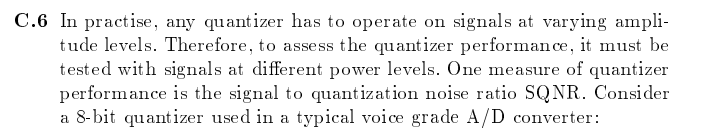 C.6 In practise, any quantizer has to operate on signals at varying ampli-
tude levels. Therefore, to assess the quantizer performance, it must be
tested with signals at different power levels. One measure of quantizer
performance is the signal to quantization noise ratio SQNR. Consider
a 8-bit quantizer used in a typical voice grade A/D converter: